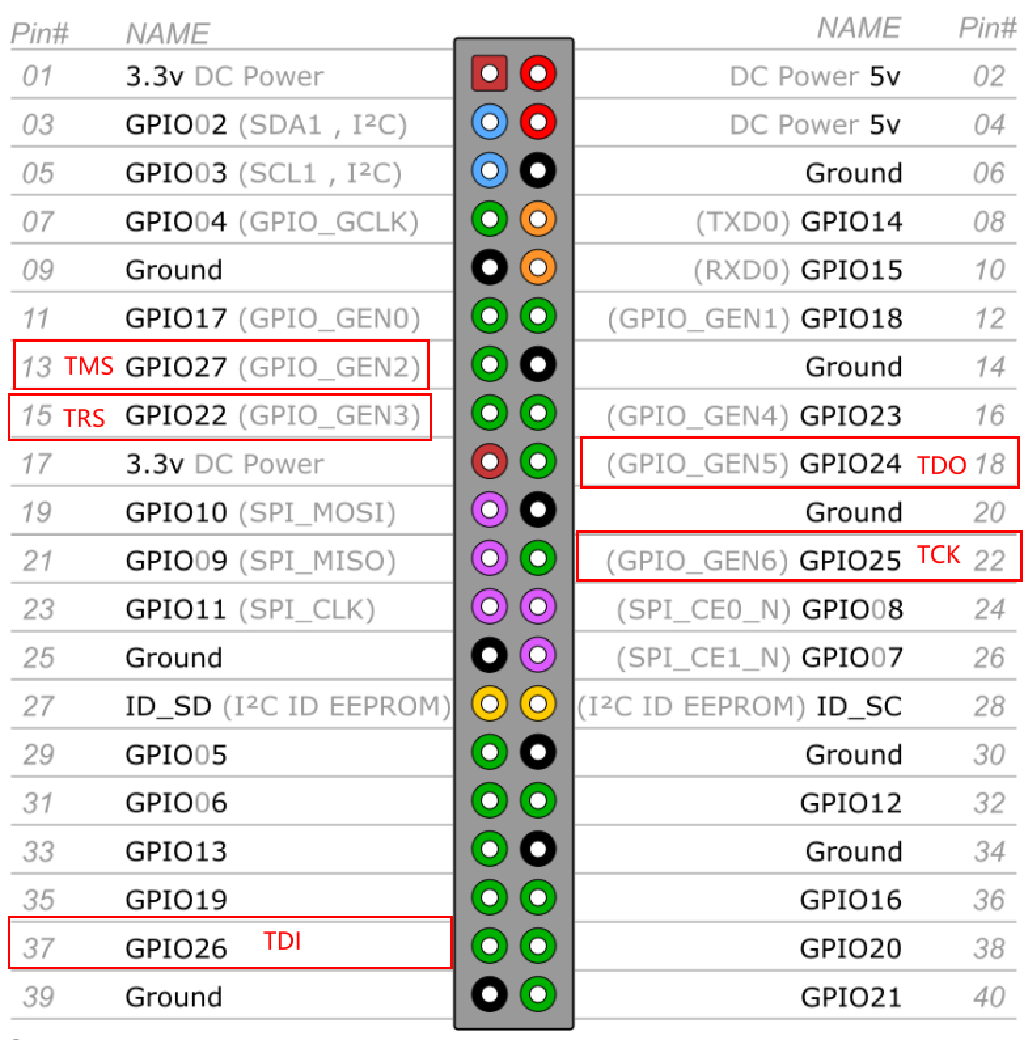 Pin# NAME NAME Pin#
01 3.3v DC Power DC Power 5v 02
03 GPIO02 (SDA1 , I²C) DC Power 5v 04
05 GPIO03 (SCL1 , I²C) Ground 06
07 GPIO04 (GPIO_GCLK) (TXD0) GPIO14 08
09 Ground (RXD0) GPIO15 10
11 GPIO17 (GPIO_GEN0) (GPIO_GEN1) GPIO18 12
13 TMS GPIO27 (GPIO_GEN2) Ground 14
15 TRS GPIO22 (GPIO_GEN3) (GPIO_GEN4) GPIO23 16
17 3.3v DC Power (GPIO_GEN5) GPIO24 TDO 18
19 GPIO10 (SPI_MOSI) Ground 20
21 GPIO09 (SPI_MISO) (GPIO_GEN6) GPIO25 TCK 22
23 GPIO11 (SPI_CLK) (SPI_CE0_N) GPIO08 24
25 Ground (SPI_CE1_N) GPIO07 26
27 ID_SD (I²C ID EEPROM) (I²C ID EEPROM) ID_SC 28
29 GPIO05 Ground 30
31 GPIO06 GPIO12 32
33 GPIO13 Ground 34
35 GPIO19 GPIO16 36
37 GPIO26 TDI GPIO20 38
39 Ground GPIO21 40